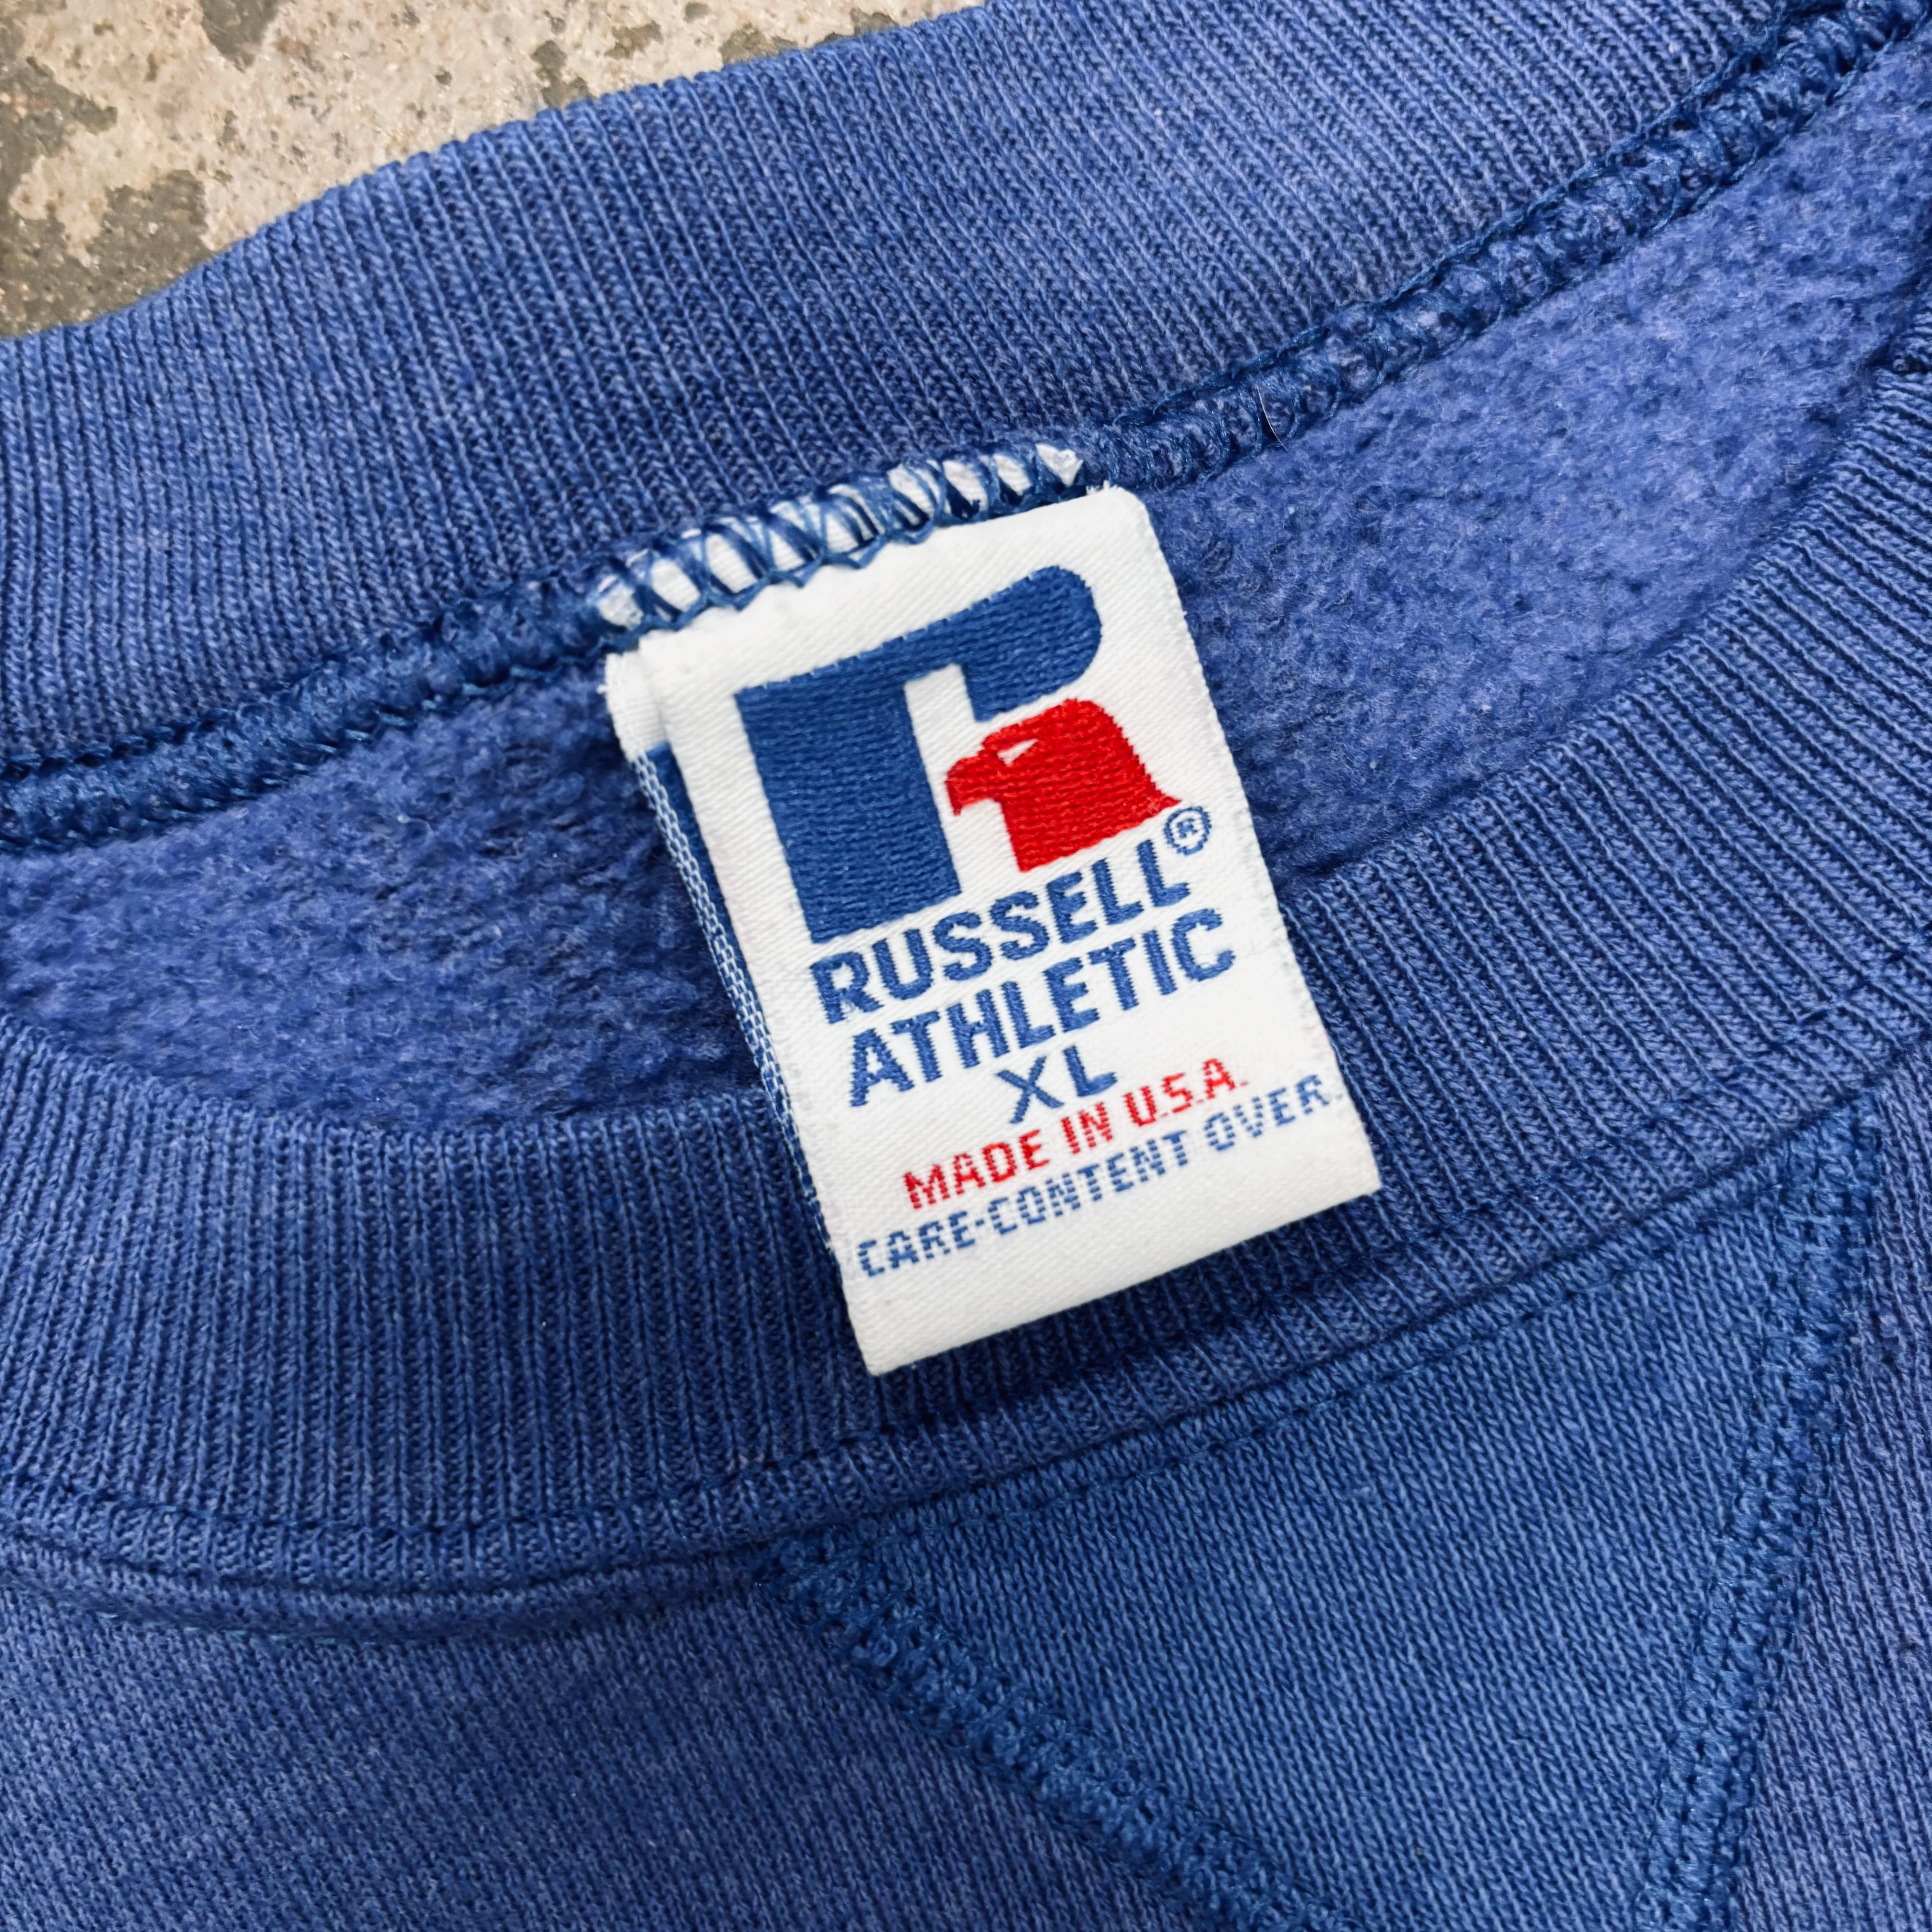 RUSSELL®
ATHLETIC
XL
MADE IN U.S.A.
CARE-CONTENT OVER.